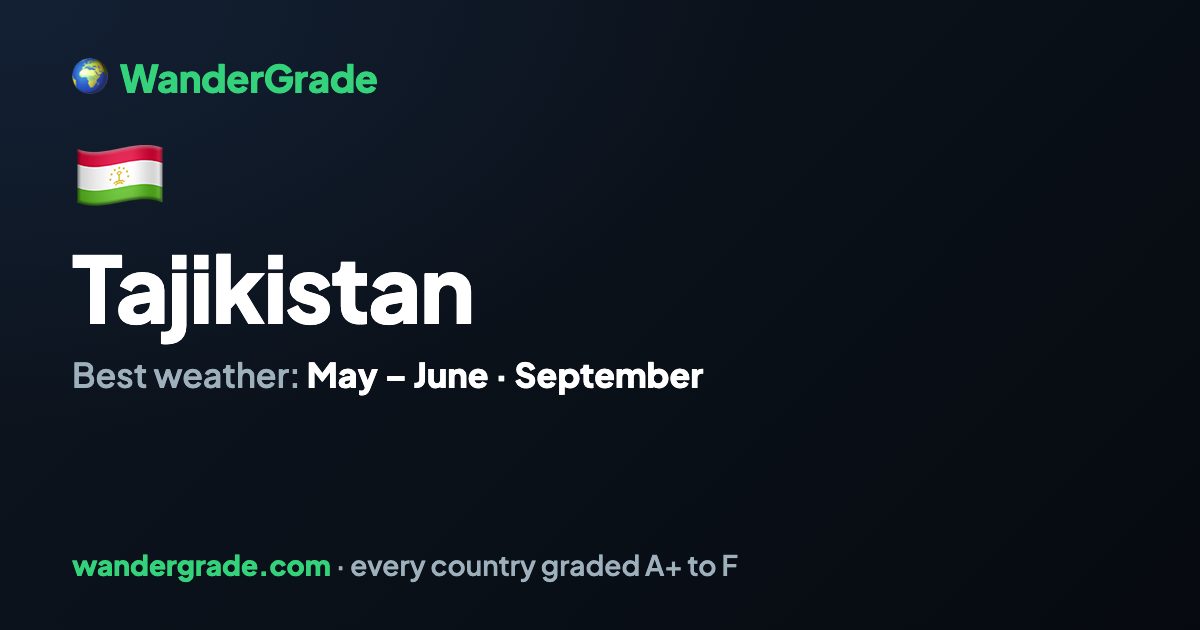 WanderGrade
Tajikistan
Best weather: May – June · September
wandergrade.com · every country graded A+ to F